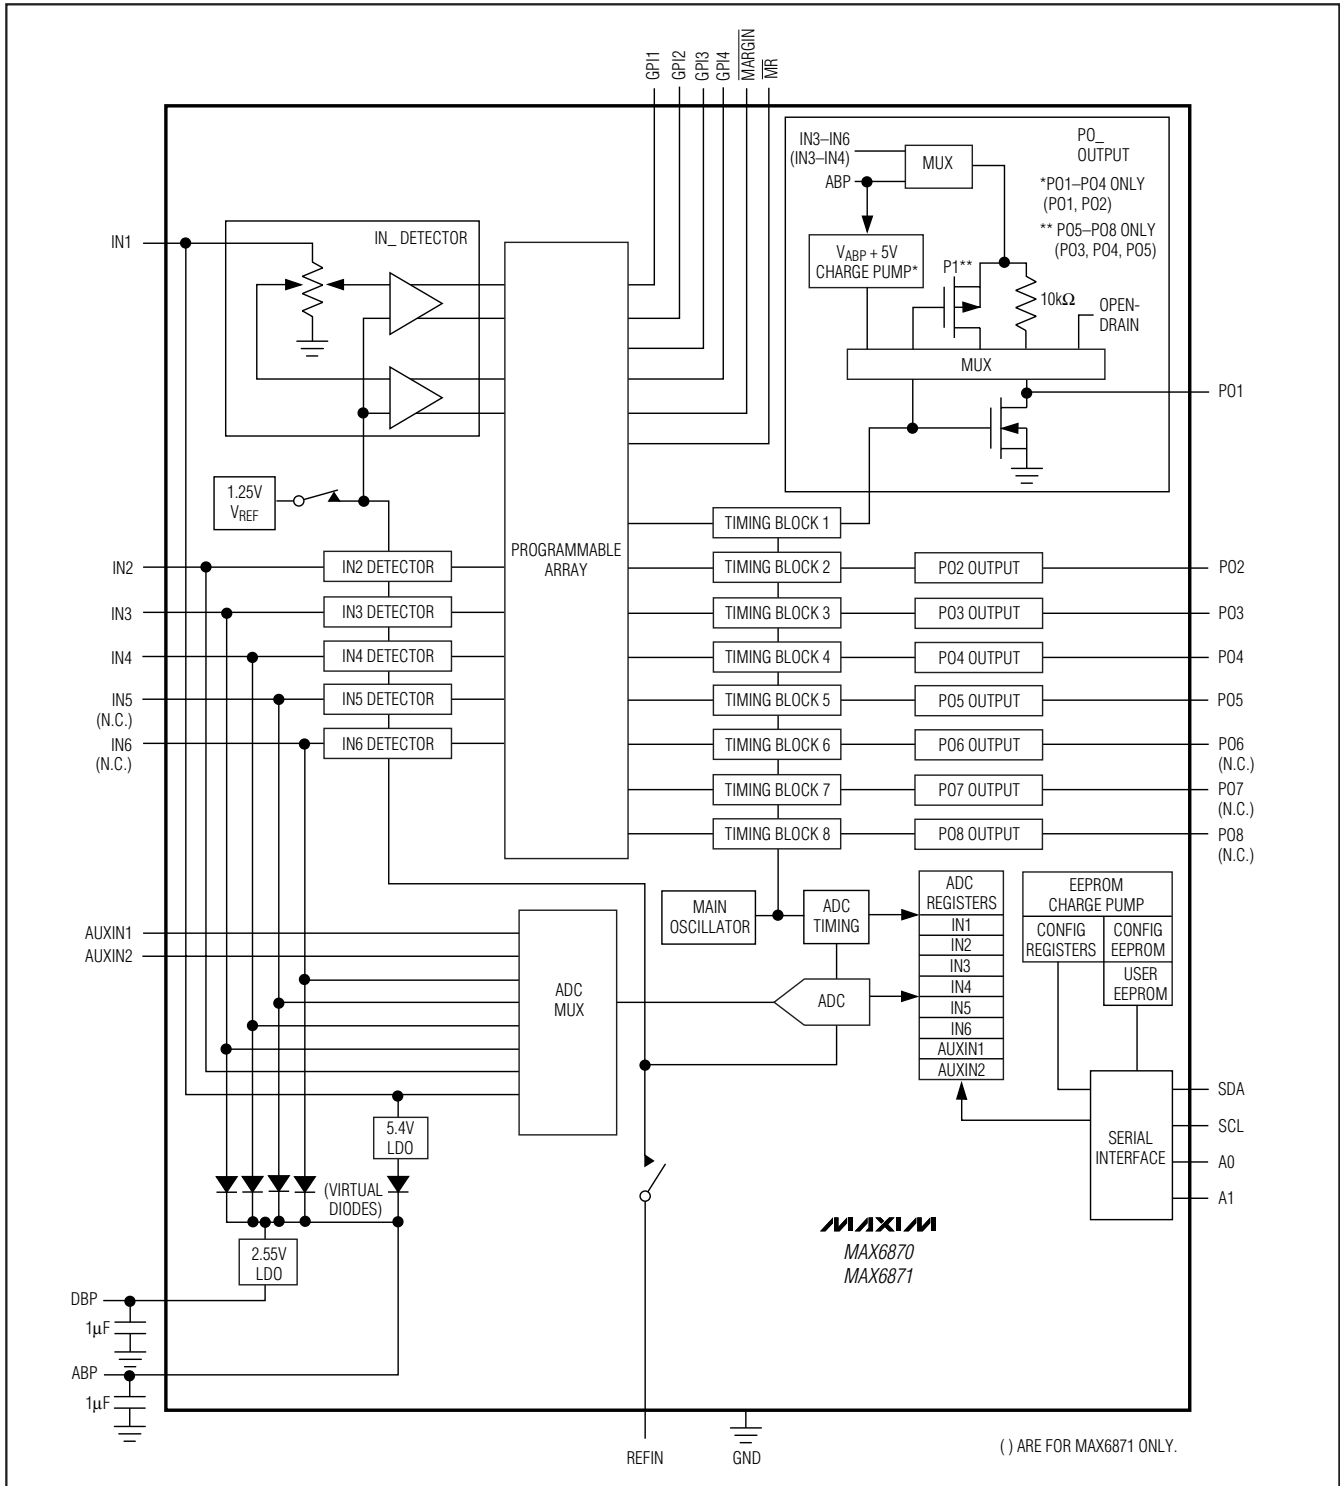 GPI1
GPI2
GPI3
GPI4
MARGIN
MR
IN3–IN6
(IN3–IN4)
ABP
MUX
PO_
OUTPUT
*PO1–PO4 ONLY
(PO1, PO2)
** PO5–PO8 ONLY
(PO3, PO4, PO5)
VABP + 5V
CHARGE PUMP*
P1**
10kΩ
OPEN-
DRAIN
MUX
PO1
IN1
IN_ DETECTOR
1.25V
VREF
PROGRAMMABLE
ARRAY
TIMING BLOCK 1
IN2
IN2 DETECTOR
TIMING BLOCK 2
PO2 OUTPUT
PO2
IN3
IN3 DETECTOR
TIMING BLOCK 3
PO3 OUTPUT
PO3
IN4
IN4 DETECTOR
TIMING BLOCK 4
PO4 OUTPUT
PO4
IN5
(N.C.)
IN5 DETECTOR
TIMING BLOCK 5
PO5 OUTPUT
PO5
IN6
(N.C.)
IN6 DETECTOR
TIMING BLOCK 6
PO6 OUTPUT
PO6
(N.C.)
TIMING BLOCK 7
PO7 OUTPUT
PO7
(N.C.)
TIMING BLOCK 8
PO8 OUTPUT
PO8
(N.C.)
MAIN
OSCILLATOR
ADC
TIMING
ADC
REGISTERS
IN1
IN2
IN3
IN4
IN5
IN6
AUXIN1
AUXIN2
EEPROM
CHARGE PUMP
CONFIG
REGISTERS
CONFIG
EEPROM
USER
EEPROM
AUXIN1
AUXIN2
ADC
MUX
ADC
5.4V
LDO
(VIRTUAL
DIODES)
2.55V
LDO
SERIAL
INTERFACE
SDA
SCL
A0
A1
MAXIM
MAX6870
MAX6871
DBP
1µF
ABP
1µF
REFIN
GND
( ) ARE FOR MAX6871 ONLY.